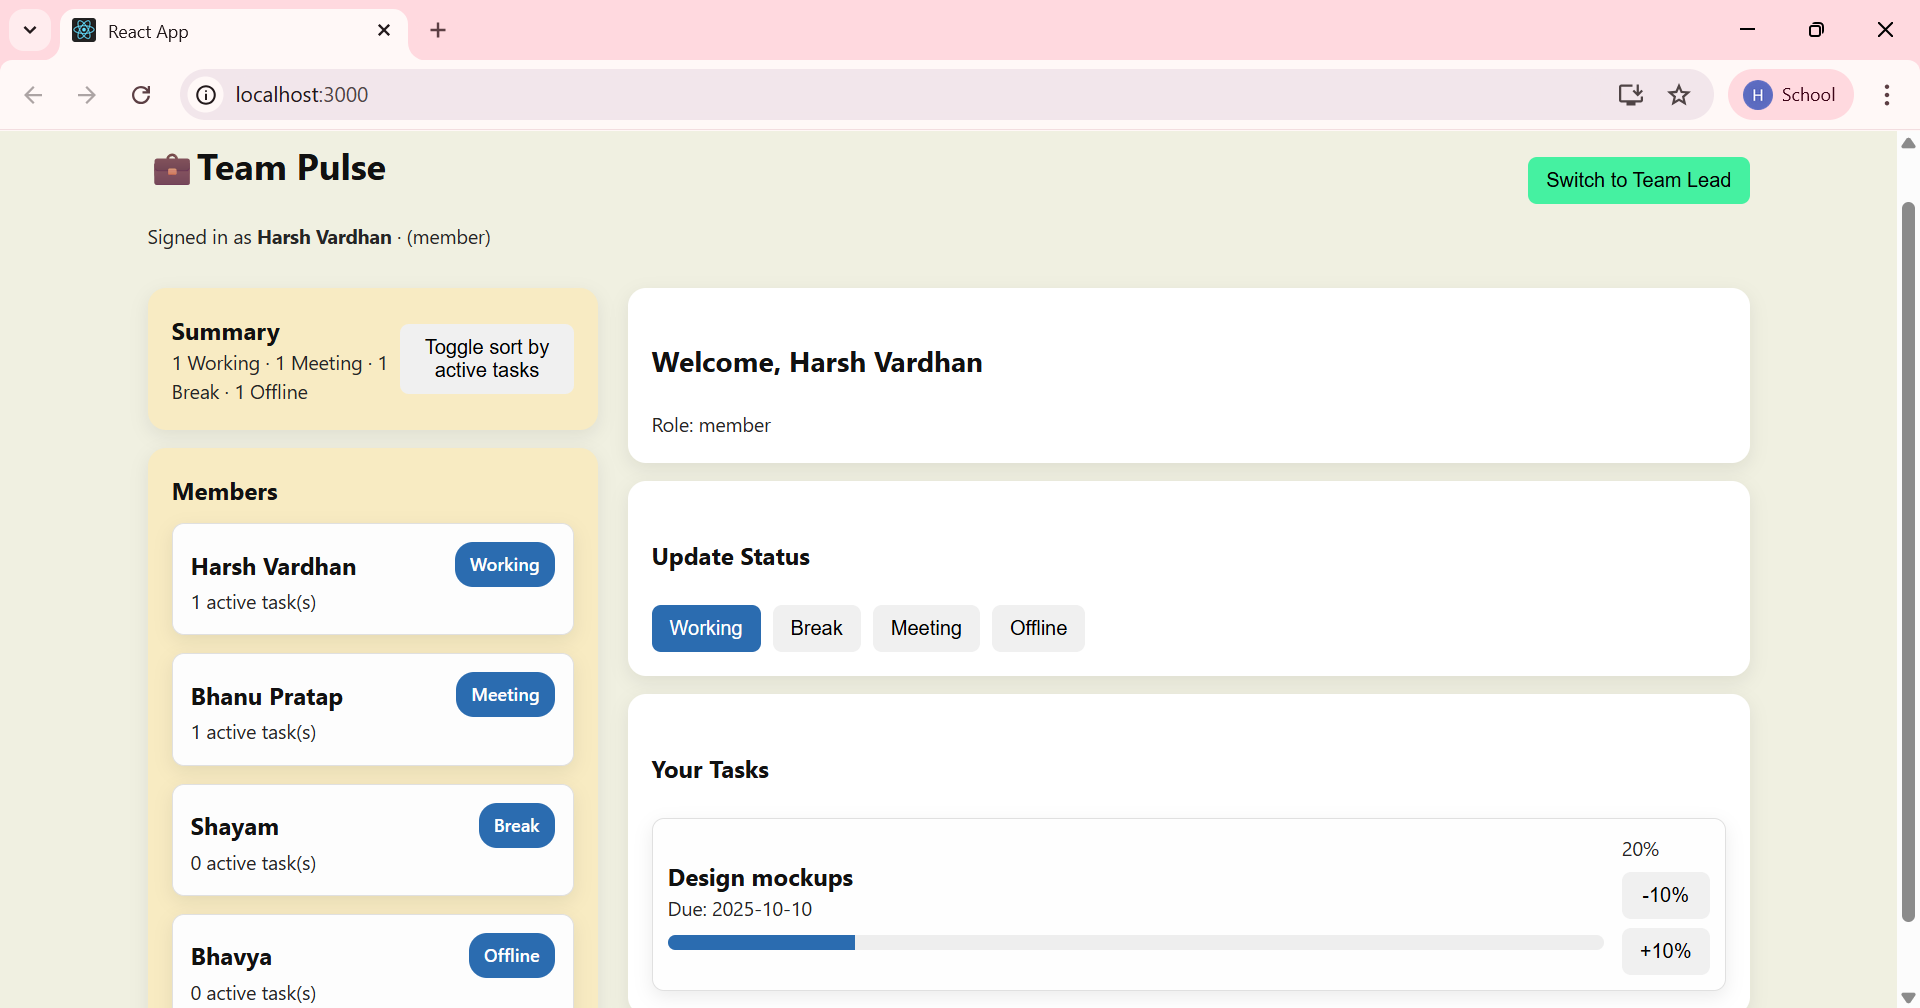 React App
localhost:3000
H School
Team Pulse
Switch to Team Lead
Signed in as Harsh Vardhan · (member)
Summary
1 Working · 1 Meeting · 1
Break · 1 Offline
Toggle sort by
active tasks
Members
Harsh Vardhan
Working
1 active task(s)
Bhanu Pratap
Meeting
1 active task(s)
Shayam
Break
0 active task(s)
Bhavya
Offline
0 active task(s)
Welcome, Harsh Vardhan
Role: member
Update Status
Working Break Meeting Offline
Your Tasks
Design mockups
Due: 2025-10-10
20%
-10%
+10%